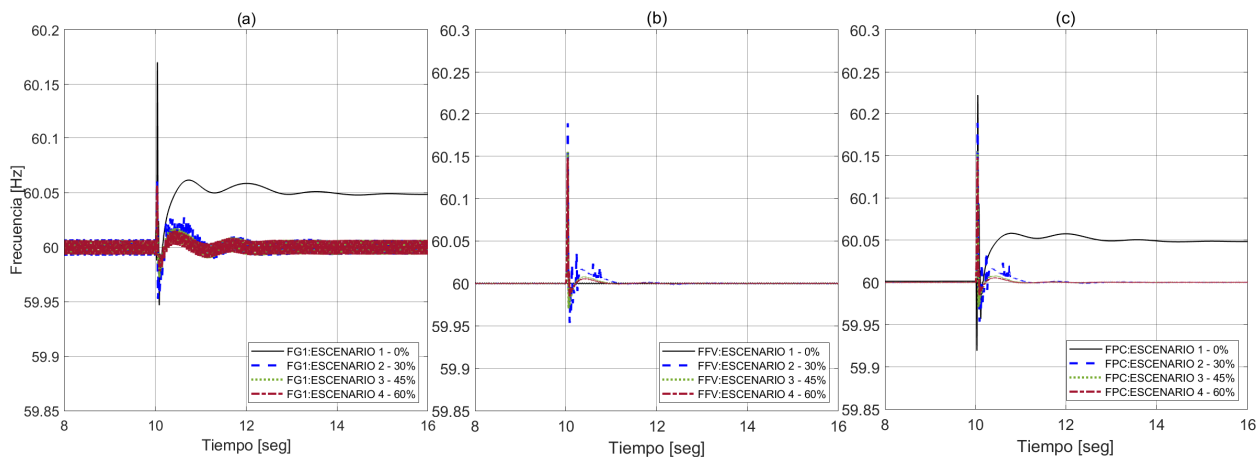 (a)
60.2
60.15
60.1
60.05
60
59.95
59.9
59.85
Frecuencia [Hz]
FG1:ESCENARIO 1 - 0%
FG1:ESCENARIO 2 - 30%
FG1:ESCENARIO 3 - 45%
FG1:ESCENARIO 4 - 60%
8
10
12
14
16
Tiempo [seg]
(b)
60.3
60.25
60.2
60.15
60.1
60.05
60
59.95
59.9
59.85
FFV:ESCENARIO 1 - 0%
FFV:ESCENARIO 2 - 30%
FFV:ESCENARIO 3 - 45%
FFV:ESCENARIO 4 - 60%
8
10
12
14
16
Tiempo [seg]
(c)
60.3
60.25
60.2
60.15
60.1
60.05
60
59.95
59.9
59.85
FPC:ESCENARIO 1 - 0%
FPC:ESCENARIO 2 - 30%
FPC:ESCENARIO 3 - 45%
FPC:ESCENARIO 4 - 60%
8
10
12
14
16
Tiempo [seg]